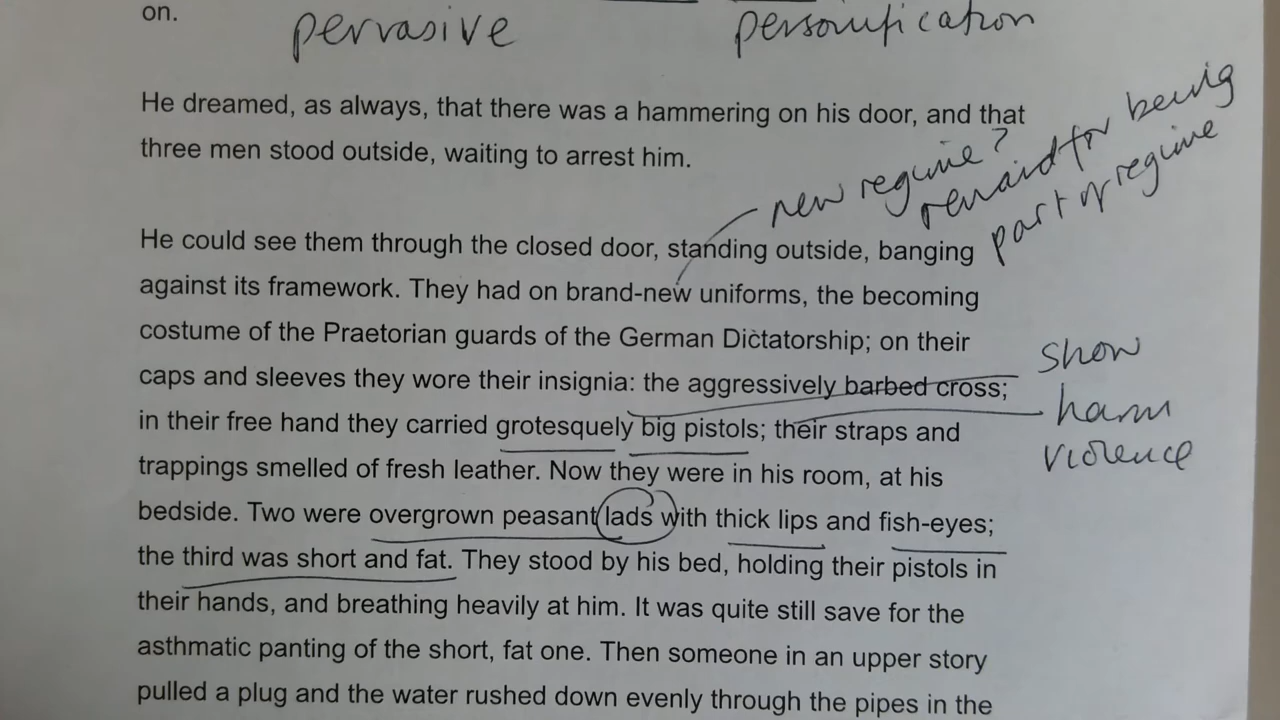 on.
pervasive
personification
He dreamed, as always, that there was a hammering on his door, and that
three men stood outside, waiting to arrest him.
new regime?
reward for being
part of regime
He could see them through the closed door, standing outside, banging
against its framework. They had on brand-new uniforms, the becoming
costume of the Praetorian guards of the German Dictatorship; on their
caps and sleeves they wore their insignia: the aggressively barbed cross;
in their free hand they carried grotesquely big pistols; their straps and
trappings smelled of fresh leather. Now they were in his room, at his
show
harm
violence
bedside. Two were overgrown peasant lads with thick lips and fish-eyes;
the third was short and fat. They stood by his bed, holding their pistols in
their hands, and breathing heavily at him. It was quite still save for the
asthmatic panting of the short, fat one. Then someone in an upper story
pulled a plug and the water rushed down evenly through the pipes in the